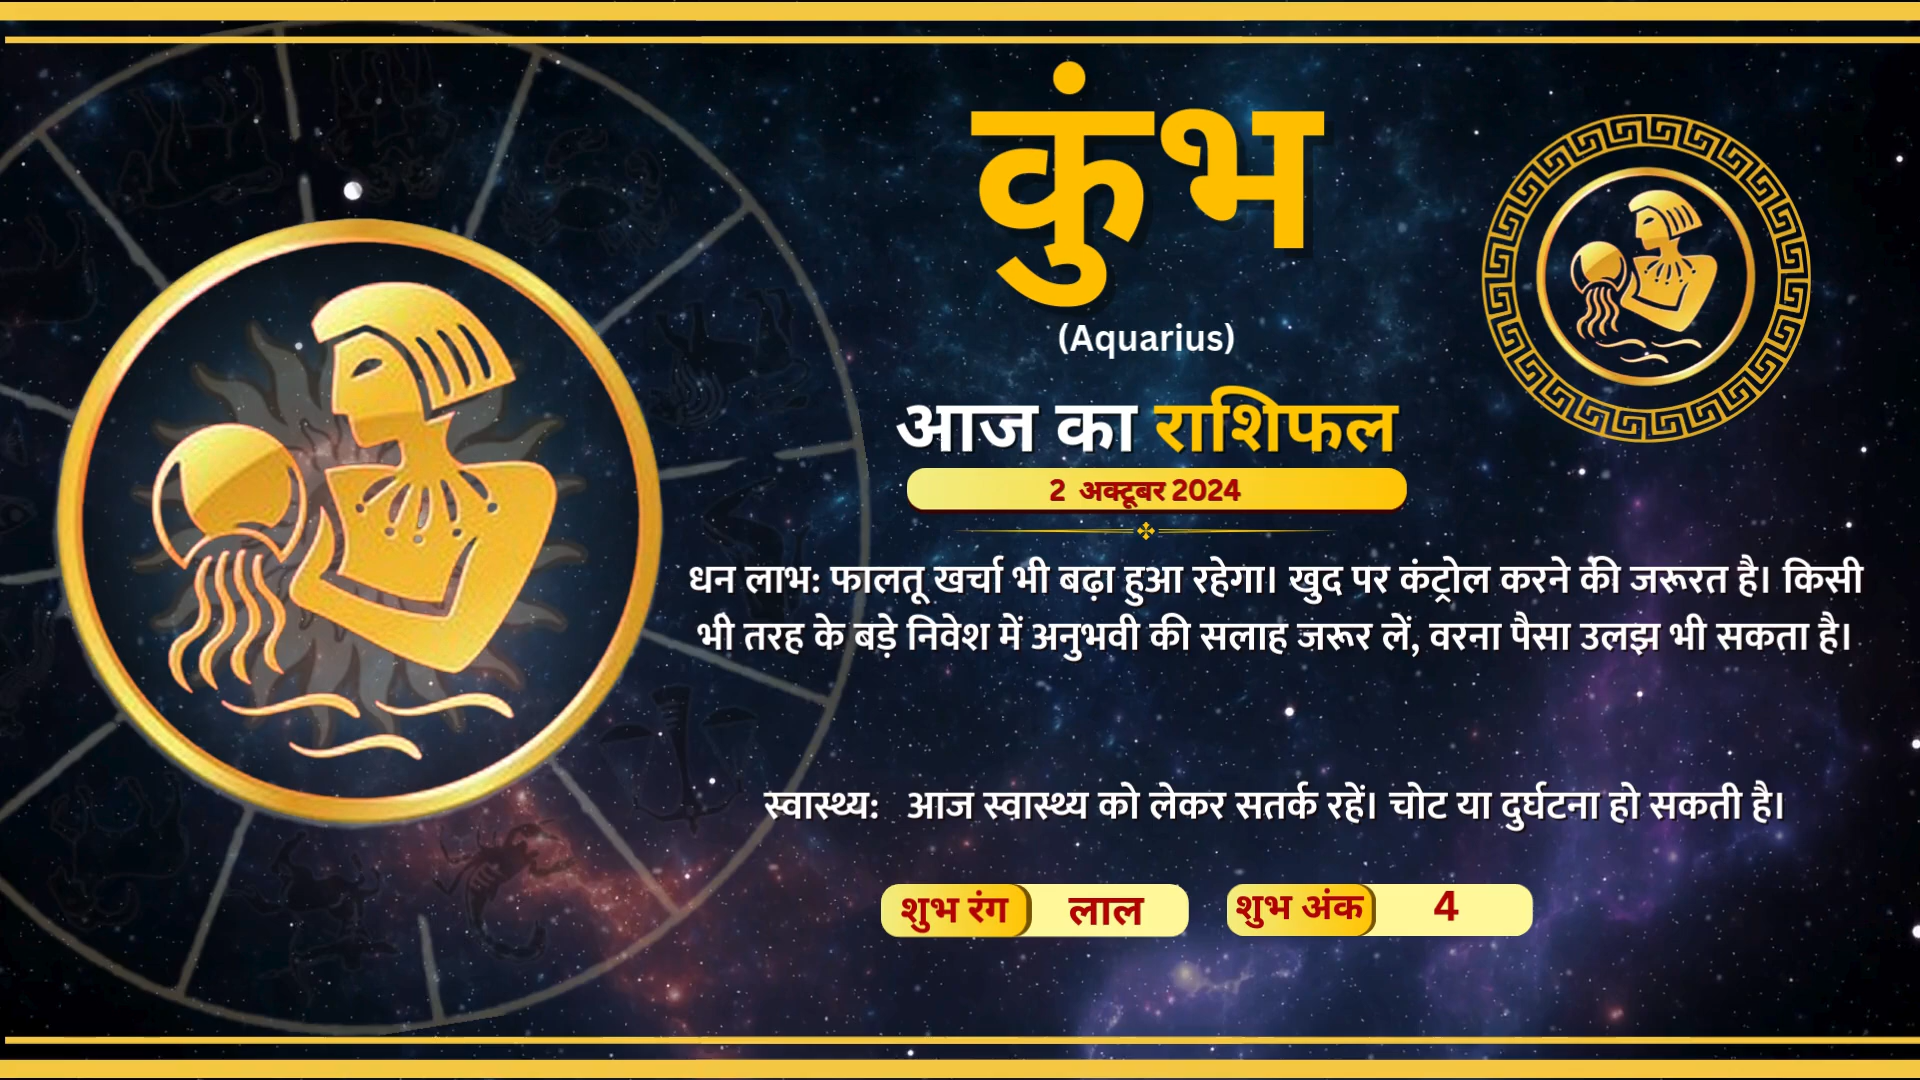 कुंभ
(Aquarius)
आज का राशिफल
2 अक्टूबर 2024
धन लाभ: फालतू खर्चा भी बढ़ा हुआ रहेगा। खुद पर कंट्रोल करने कीे जरूरत है। किसी
भी तरह के बड़े निवेश में अनुभवी की सलाह जरूर लें, वरना पैसा उलझ भी सकता है।
स्वास्थ्य: आज स्वास्थ्य को लेकर सतर्क रहें। चोट या दुर्घटना हो सकती है।
शुभ रंग लाल शुभ अंक 4